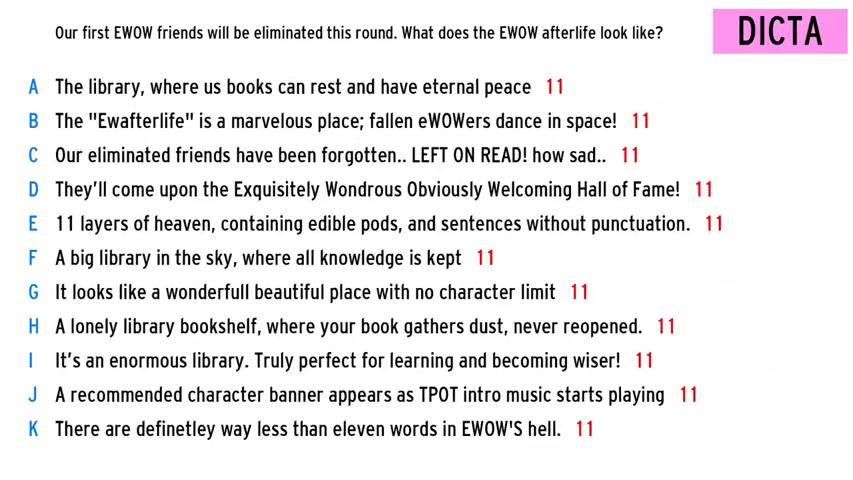 Our first EWOW friends will be eliminated this round. What does the EWOW afterlife look like?
DICTA
A The library, where us books can rest and have eternal peace 11
B The "Ewafterlife" is a marvelous place; fallen eWOWers dance in space! 11
C Our eliminated friends have been forgotten.. LEFT ON READ! how sad.. 11
D They'll come upon the Exquisitely Wondrous Obviously Welcoming Hall of Fame! 11
E 11 layers of heaven, containing edible pods, and sentences without punctuation. 11
F A big library in the sky, where all knowledge is kept 11
G It looks like a wonderfull beautiful place with no character limit 11
H A lonely library bookshelf, where your book gathers dust, never reopened. 11
I It's an enormous library. Truly perfect for learning and becoming wiser! 11
J A recommended character banner appears as TPOT intro music starts playing 11
K There are definetley way less than eleven words in EWOW'S hell. 11